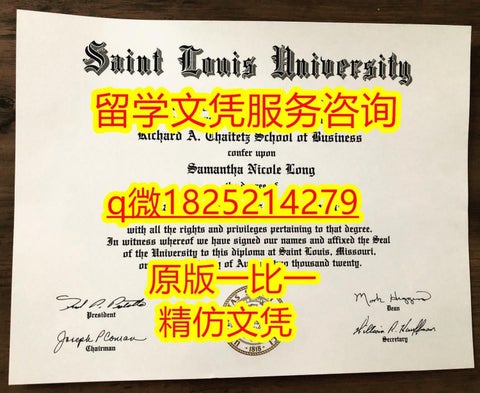 Saint Louis University
留学文凭服务咨询
Richard A. Chaifetz School of Business
confer upon
Samantha Nicole Long
q微1825214279
with all the rights and privileges pertaining to that degree.
In witness whereof we have signed our names and affixed the Seal
of the University to this diploma at Saint Louis, Missouri,
thousand twenty.
原版一比一
精仿文凭
President
Dean
Joseph P Conran
Chairman
Secretary
1818